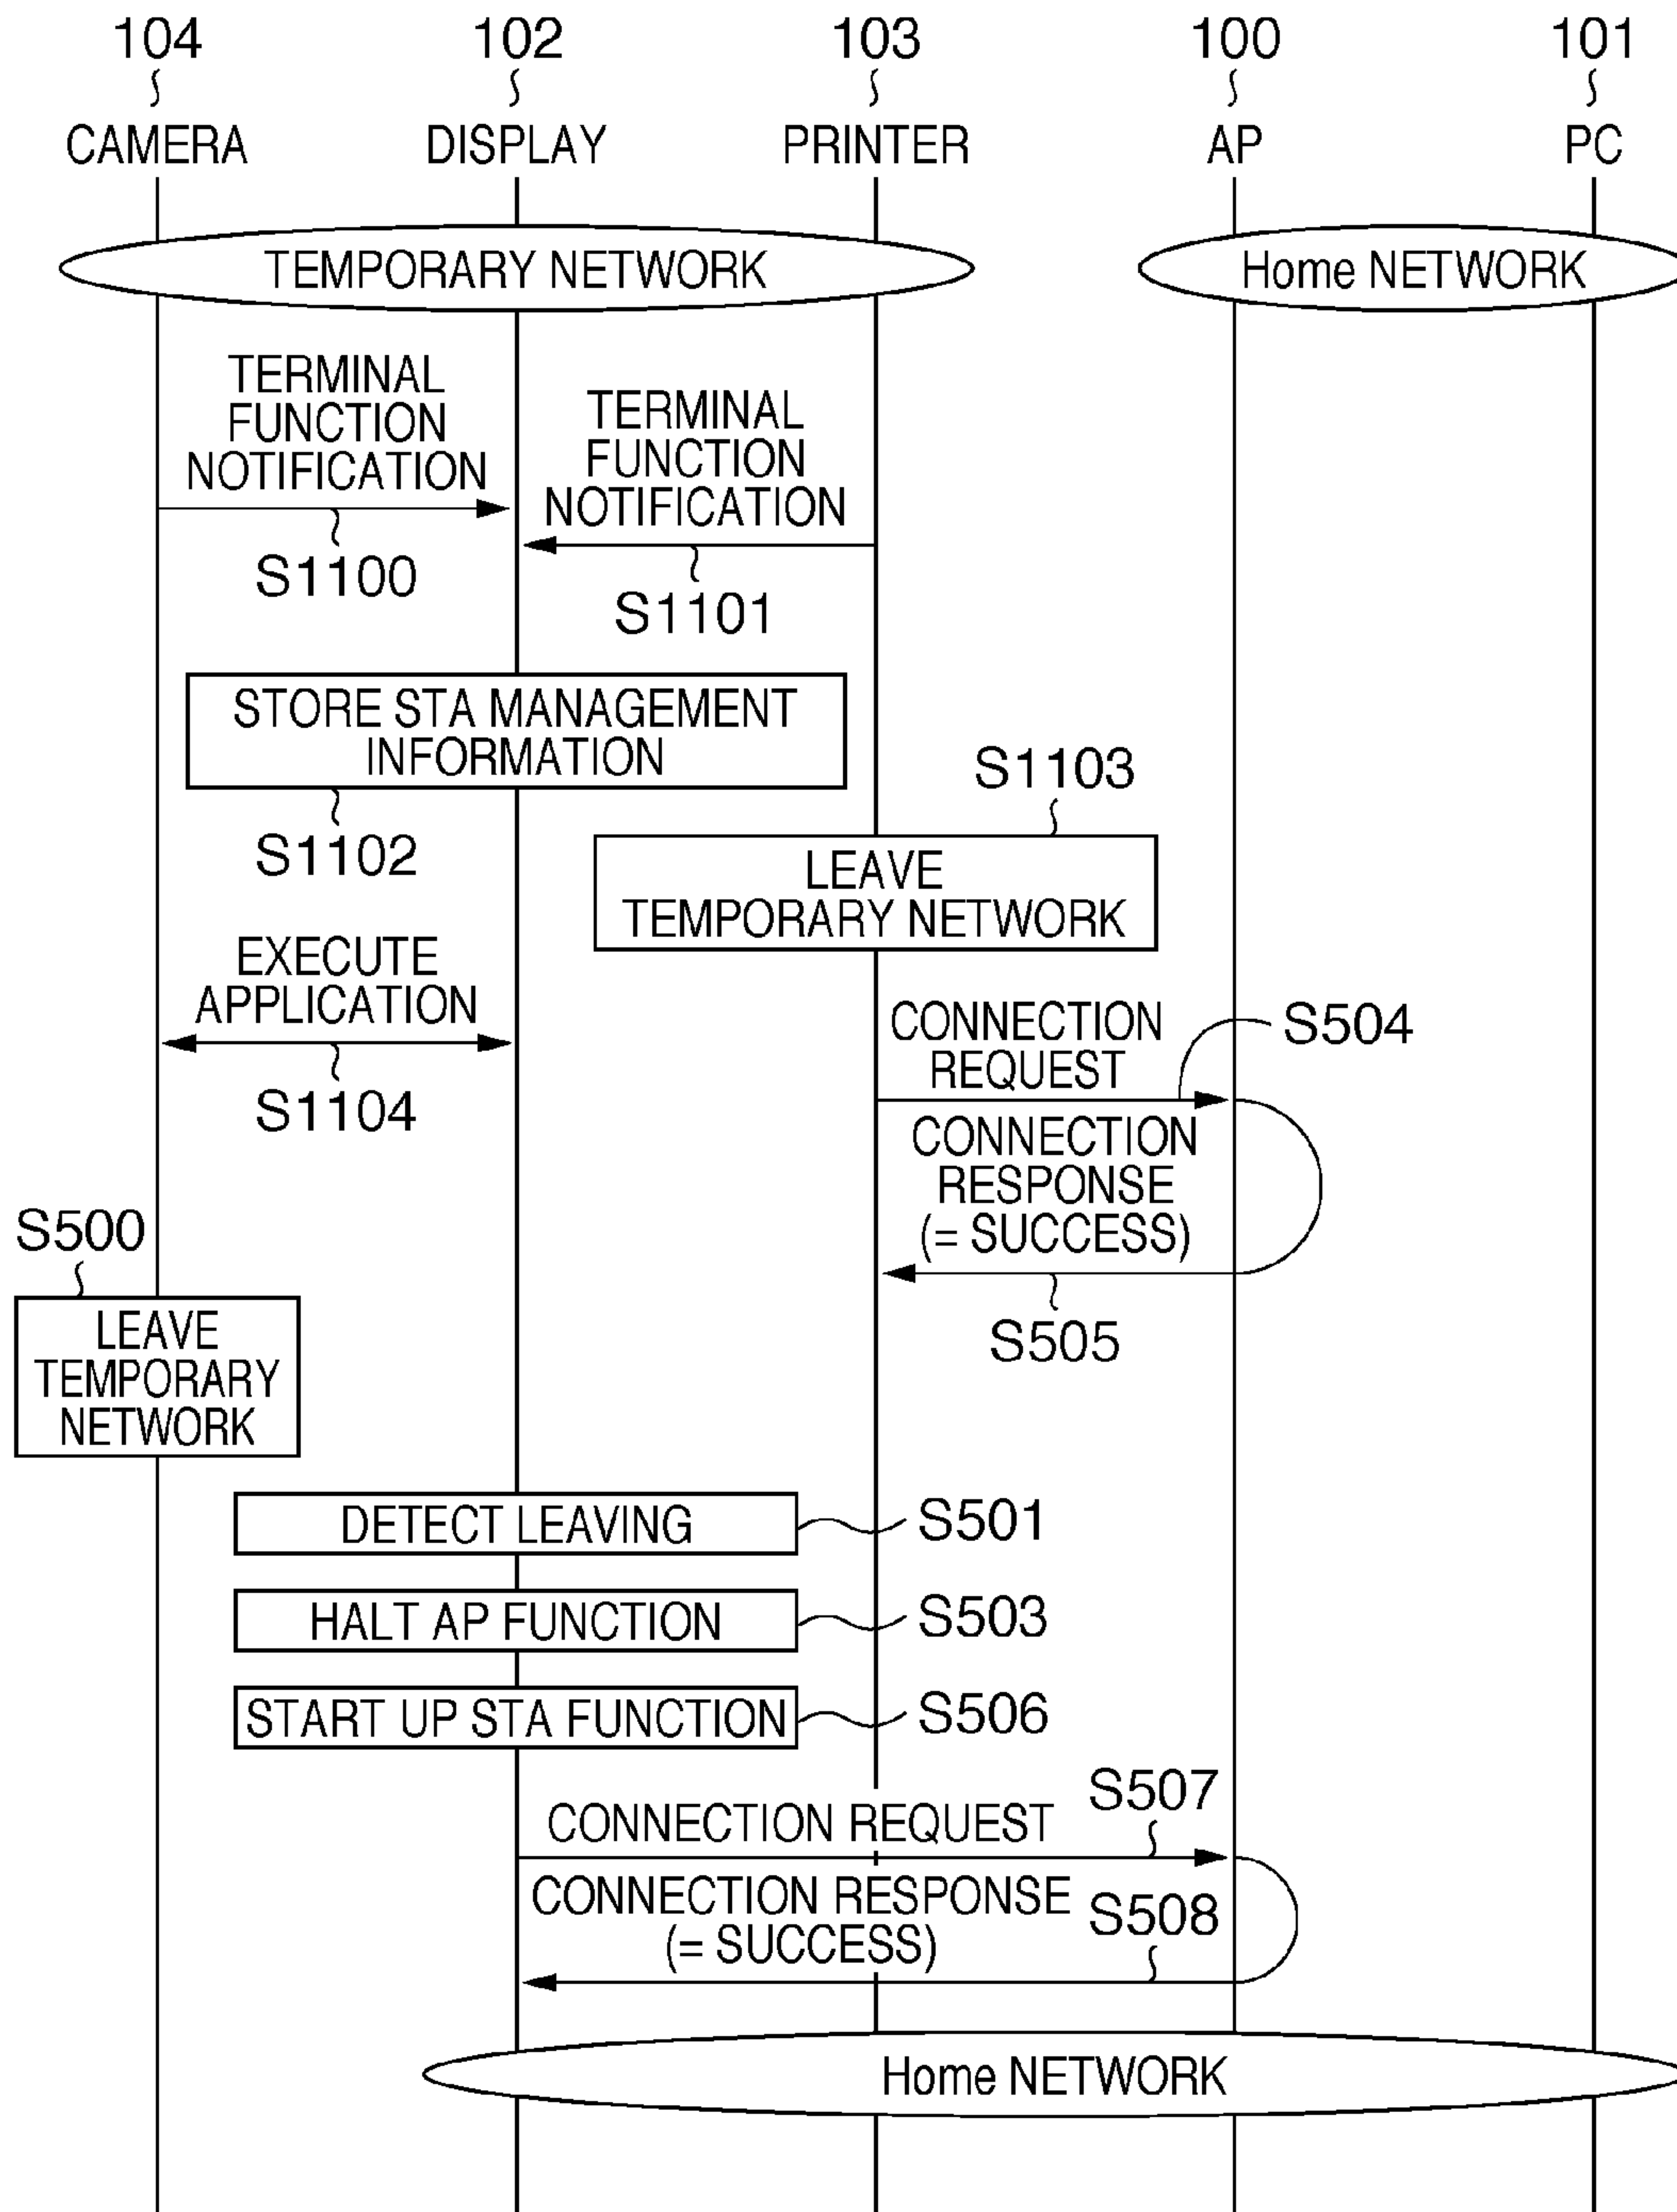 104
102
103
100
101
CAMERA
DISPLAY
PRINTER
AP
PC
TEMPORARY NETWORK
Home NETWORK
TERMINAL
FUNCTION
NOTIFICATION
S1100
TERMINAL
FUNCTION
NOTIFICATION
S1101
STORE STA MANAGEMENT
INFORMATION
S1102
S1103
LEAVE
TEMPORARY NETWORK
EXECUTE
APPLICATION
S1104
CONNECTION
REQUEST
S504
CONNECTION
RESPONSE
(= SUCCESS)
S505
S500
LEAVE
TEMPORARY
NETWORK
DETECT LEAVING
S501
HALT AP FUNCTION
S503
START UP STA FUNCTION
S506
CONNECTION REQUEST
S507
CONNECTION RESPONSE
(= SUCCESS)
S508
Home NETWORK